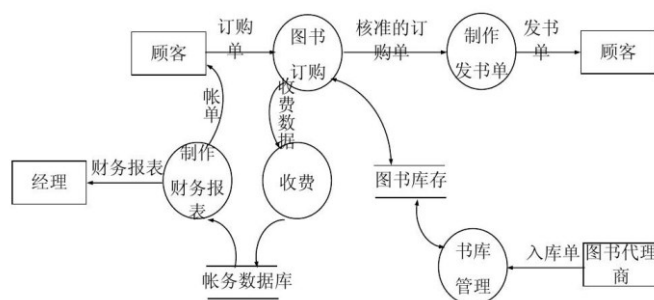 订购
单
图书
订购
核准的订
购单
制作
发书单
发书
单
顾客
顾客
帐单
收费数据
经理
财务报表
制作
财务报
表
收费
图书库存
帐务数据库
书库
管理
入库单
图书代理
商